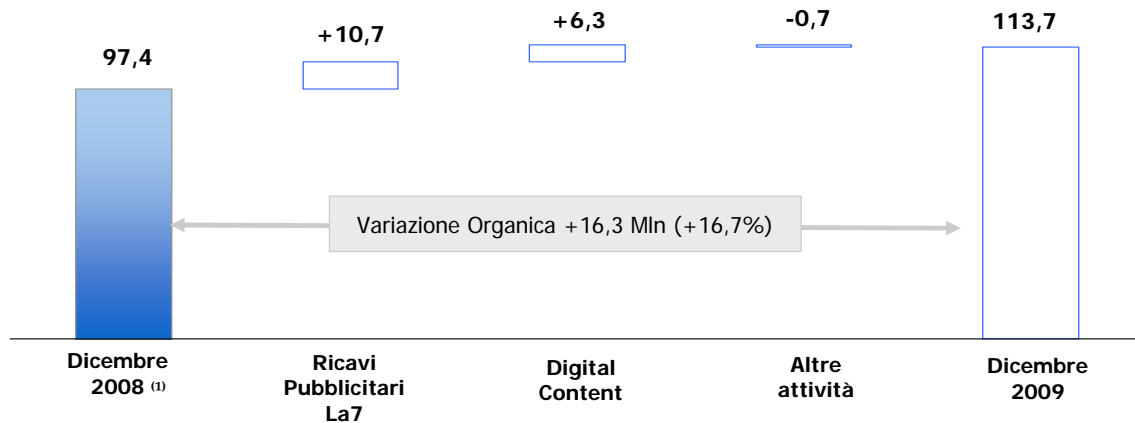 97,4
+10,7
+6,3
-0,7
113,7
Variazione Organica +16,3 Mln (+16,7%)
Dicembre
2008 (1)
Ricavi
Pubblicitari
La7
Digital
Content
Altre
attività
Dicembre
2009